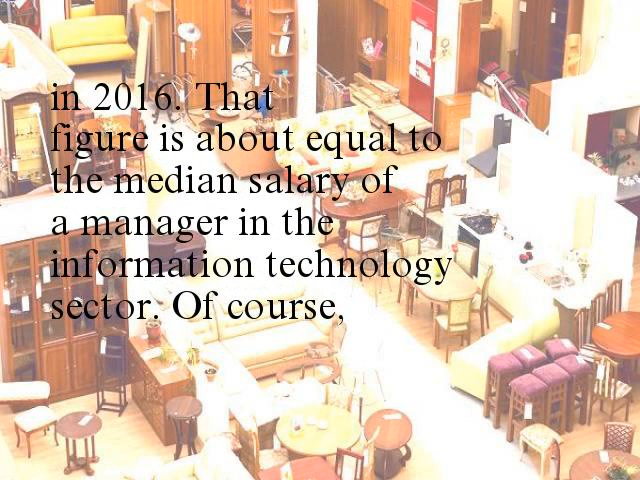 in 2016. That
figure is about equal to
the median salary of
a manager in the
information technology
sector. Of course,